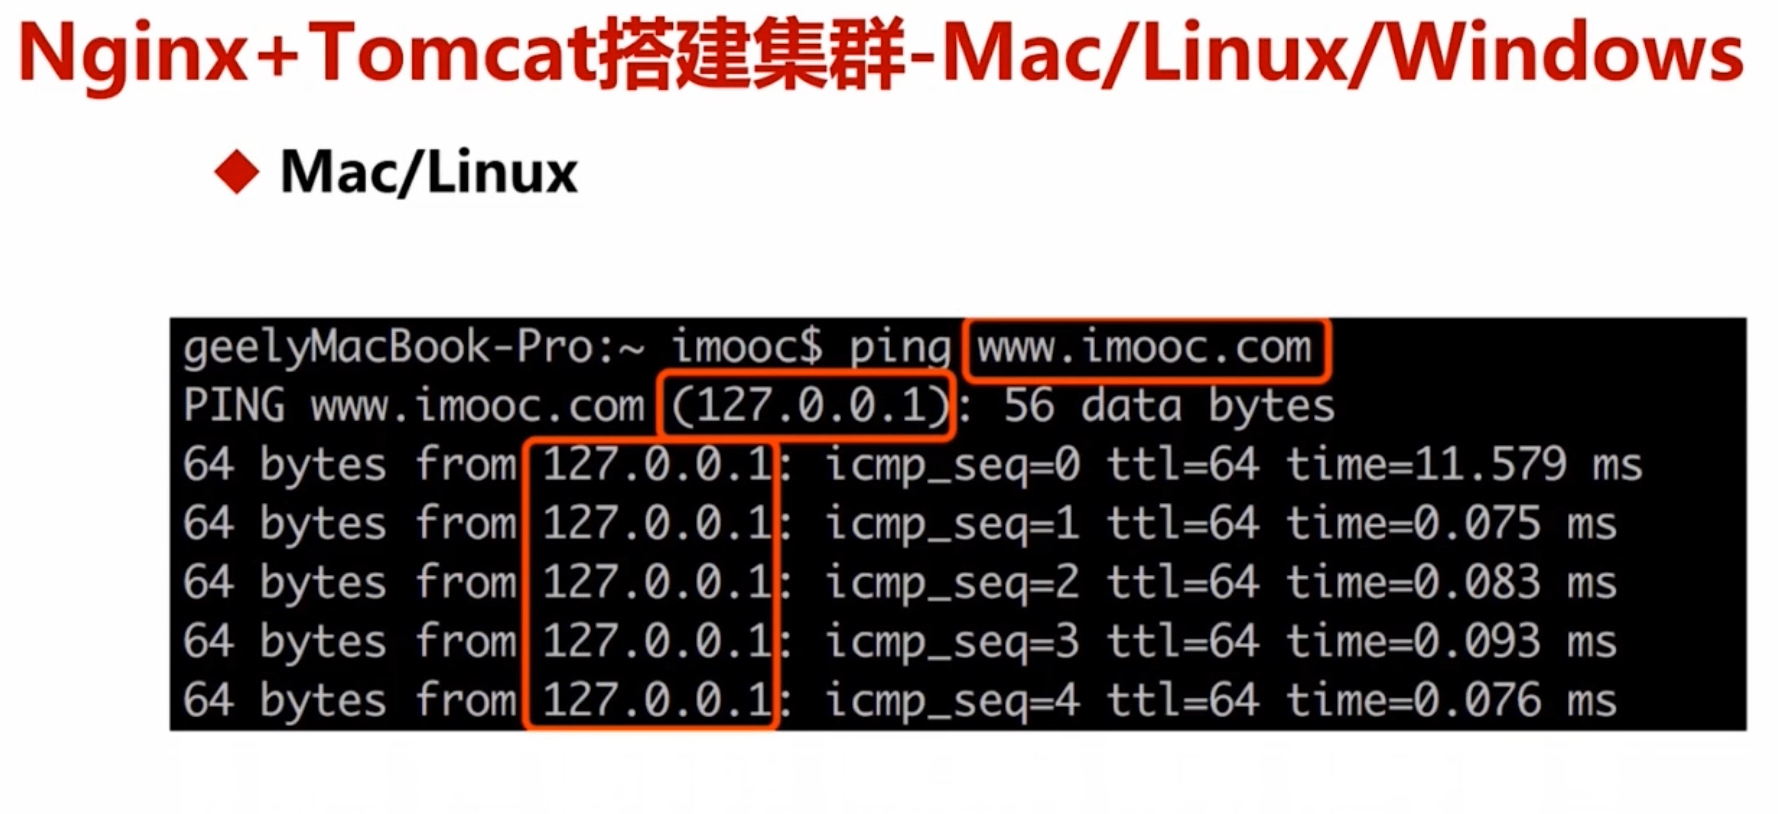 Nginx+Tomcat搭建集群-Mac/Linux/Windows
Mac/Linux
geelyMacBook-Pro:~ imooc$ ping www.imooc.com
PING www.imooc.com (127.0.0.1): 56 data bytes
64 bytes from 127.0.0.1: icmp_seq=0 ttl=64 time=11.579 ms
64 bytes from 127.0.0.1: icmp_seq=1 ttl=64 time=0.075 ms
64 bytes from 127.0.0.1: icmp_seq=2 ttl=64 time=0.083 ms
64 bytes from 127.0.0.1: icmp_seq=3 ttl=64 time=0.093 ms
64 bytes from 127.0.0.1: icmp_seq=4 ttl=64 time=0.076 ms